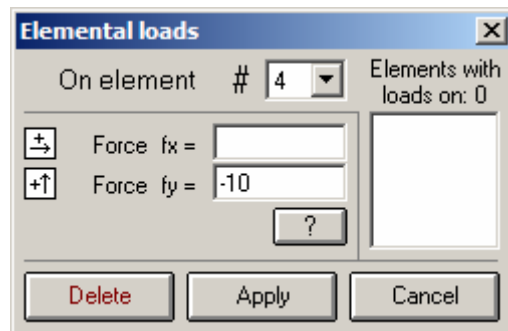 Elemental loads
On element # 4
Elements with
loads on: 0
Force fx =
Force fy = -10
?
Delete Apply Cancel